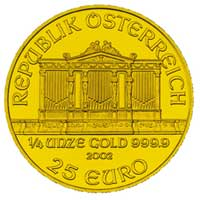 REPUBLIK ÖSTERREICH
1/4 UNZE GOLD 999.9
2002
25 EURO